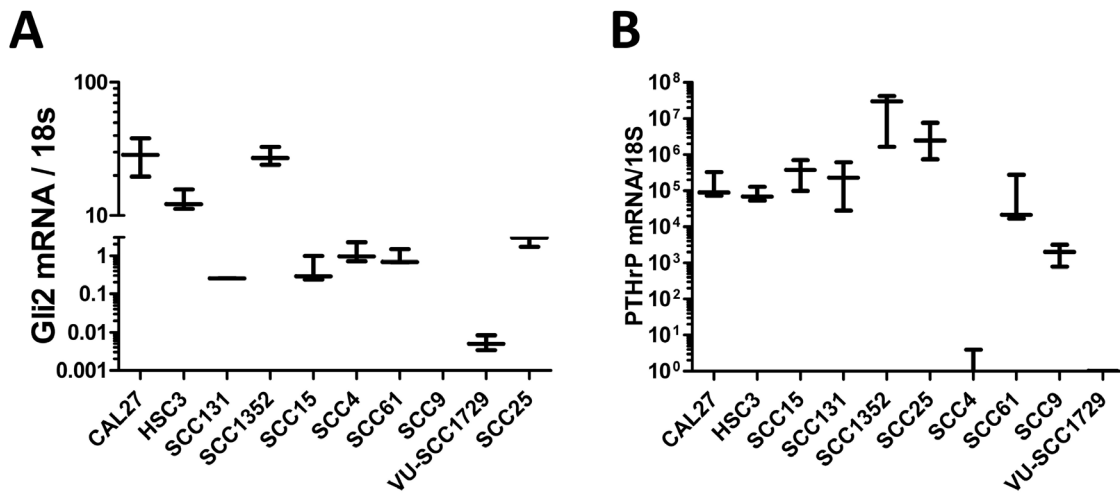 A
Gli2 mRNA / 18s
100
10
1
0.1
0.01
0.001
CAL27
HSC3
SCC131
SCC1352
SCC15
SCC4
SCC61
SCC9
VU-SCC1729
SCC25
B
PTHrP mRNA/18S
10⁸
10⁷
10⁶
10⁵
10⁴
10³
10²
10¹
10⁰
CAL27
HSC3
SCC15
SCC131
SCC1352
SCC25
SCC4
SCC61
SCC9
VU-SCC1729